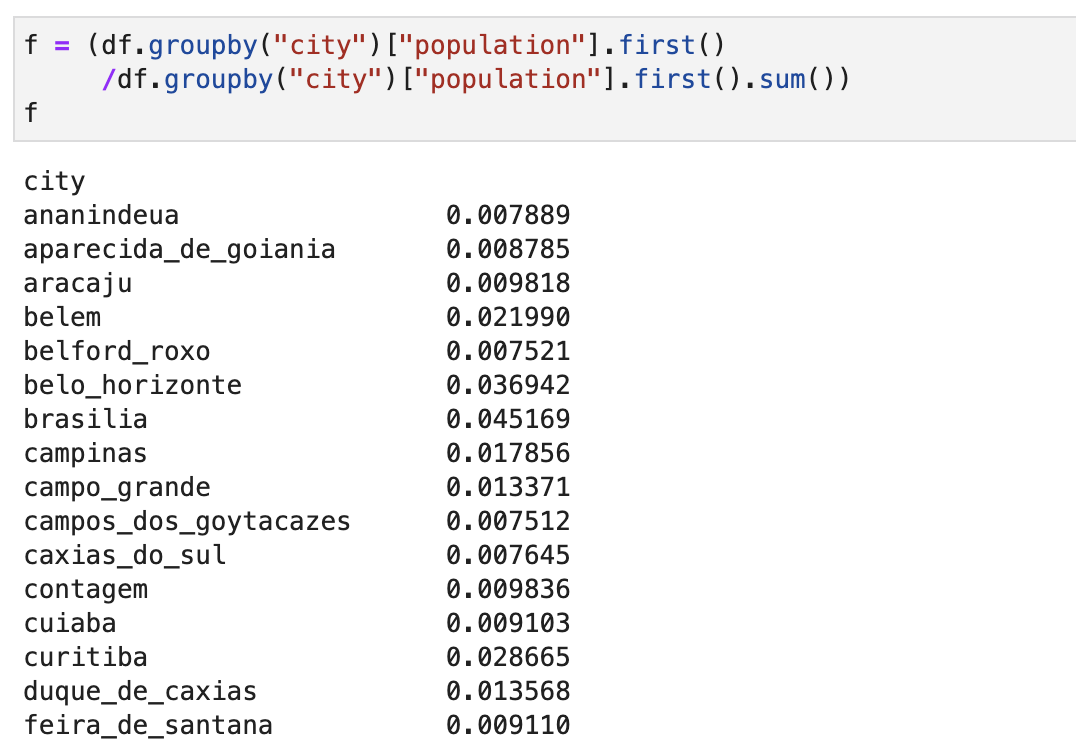 f = (df.groupby("city")["population"].first()
/df.groupby("city")["population"].first().sum())
f
city
ananindeua 0.007889
aparecida_de_goiania 0.008785
aracaju 0.009818
belem 0.021990
belford_roxo 0.007521
belo_horizonte 0.036942
brasilia 0.045169
campinas 0.017856
campo_grande 0.013371
campos_dos_goytacazes 0.007512
caxias_do_sul 0.007645
contagem 0.009836
cuiaba 0.009103
curitiba 0.028665
duque_de_caxias 0.013568
feira_de_santana 0.009110